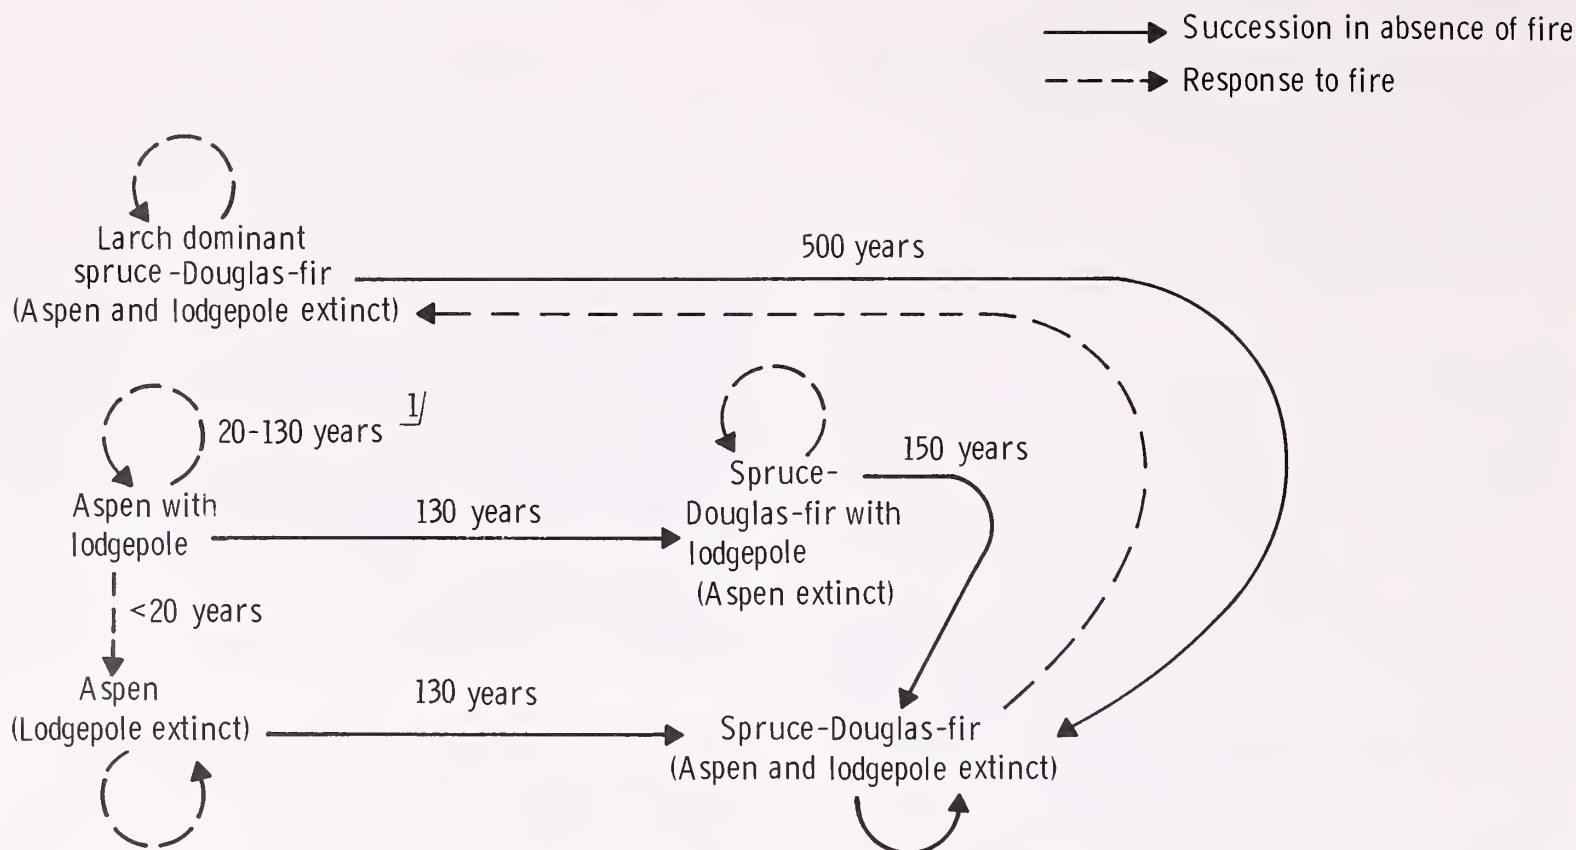 Succession in absence of fire
Response to fire
Larch dominant
spruce-Douglas-fir
(Aspen and lodgepole extinct)
500 years
20-130 years 1/
Aspen with
lodgepole
130 years
Spruce-
Douglas-fir with
lodgepole
(Aspen extinct)
150 years
<20 years
Aspen
(Lodgepole extinct)
130 years
Spruce-Douglas-fir
(Aspen and lodgepole extinct)